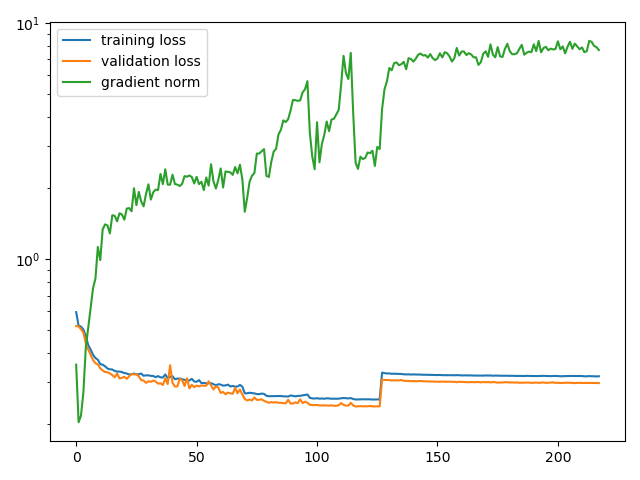 10¹
training loss
validation loss
gradient norm
10⁰
0 50 100 150 200